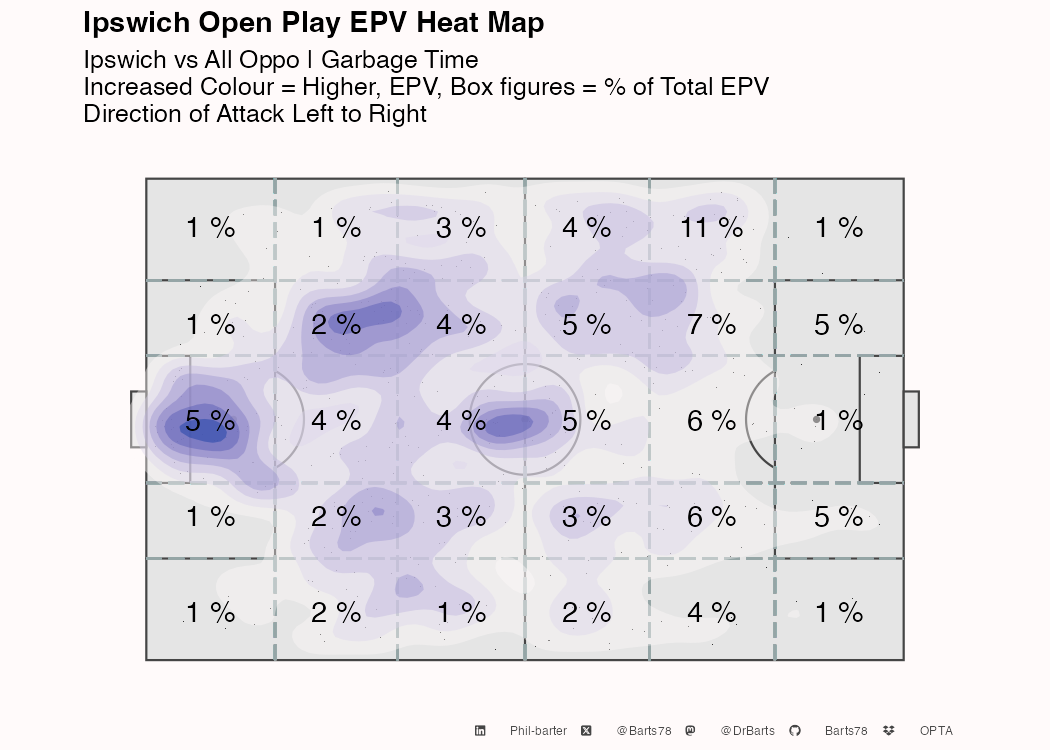 Ipswich Open Play EPV Heat Map
Ipswich vs All Oppo | Garbage Time
Increased Colour = Higher, EPV, Box figures = % of Total EPV
Direction of Attack Left to Right
1 % 1 % 3 % 4 % 11 % 1 %
1 % 2 % 4 % 5 % 7 % 5 %
5 % 4 % 4 % 5 % 6 % 1 %
1 % 2 % 3 % 3 % 6 % 5 %
1 % 2 % 1 % 2 % 4 % 1 %
Phil-barter @Barts78 @DrBarts Barts78 OPTA